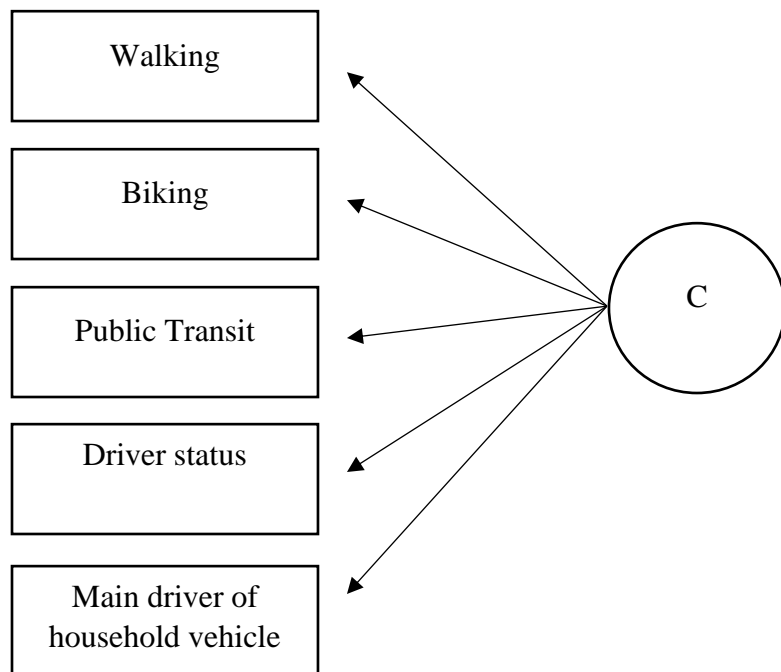 Walking
Biking
C
Public Transit
Driver status
Main driver of
household vehicle